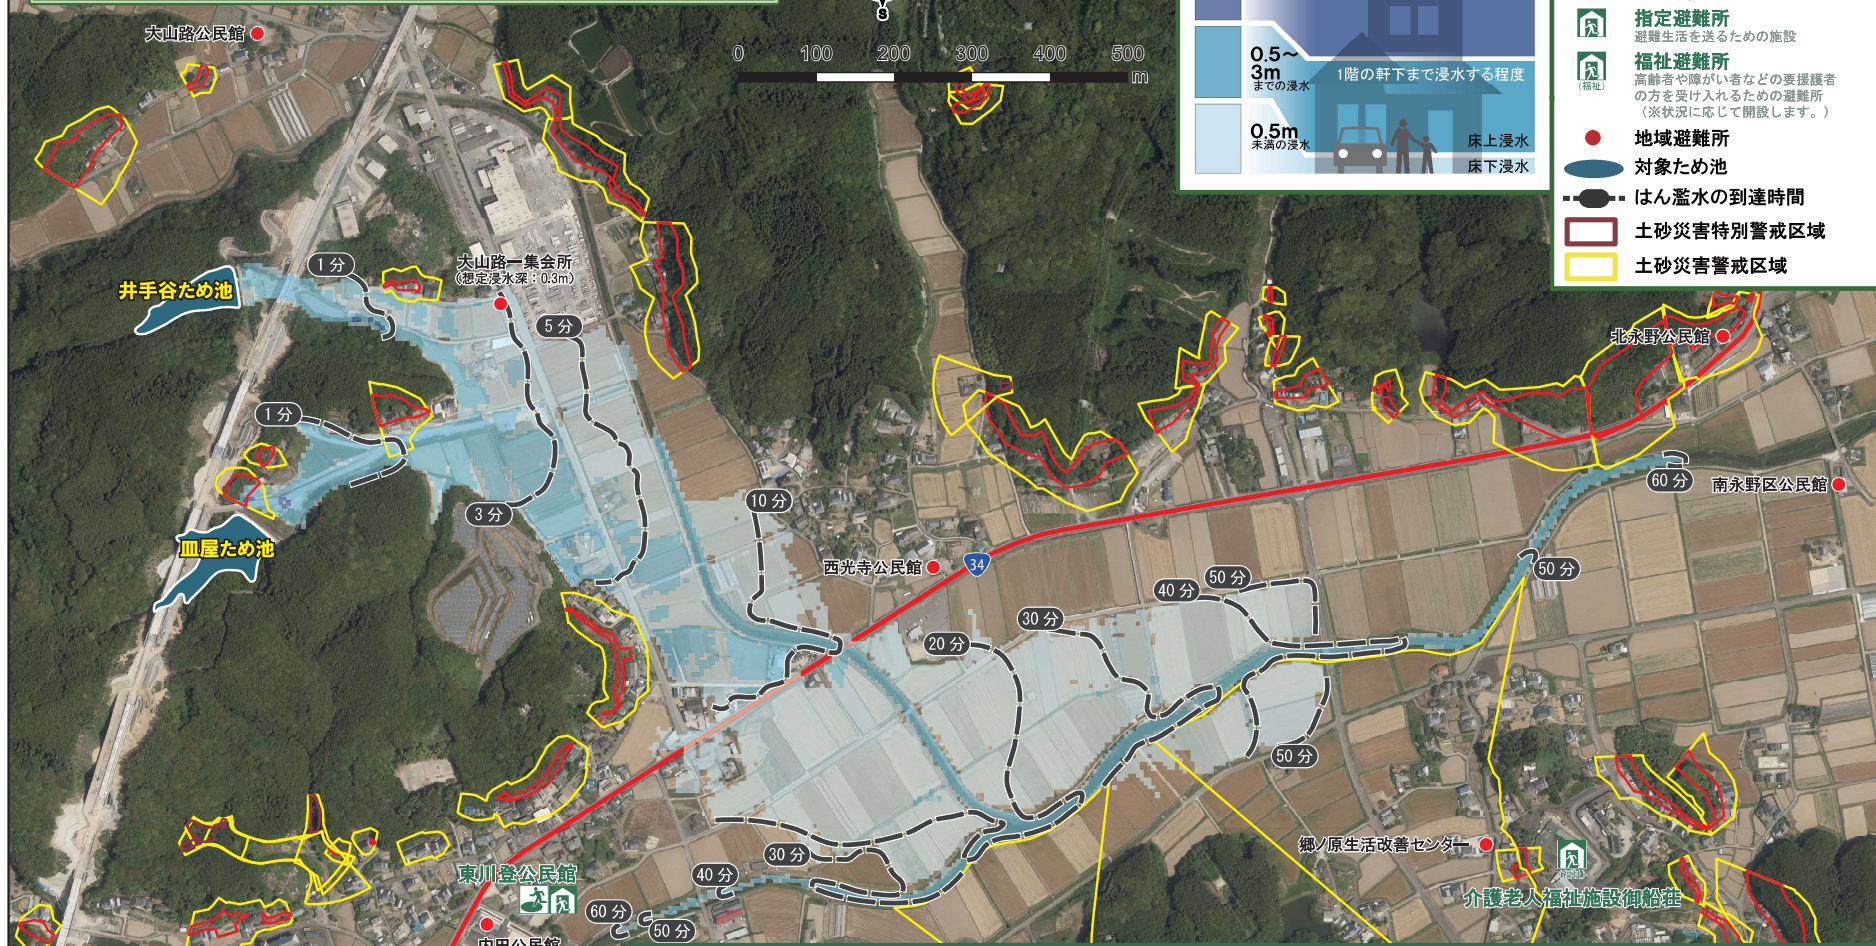 大山路公民館
S
0 100 200 300 400 500
m
0.5～
3m
までの浸水
1階の軒下まで浸水する程度
0.5m
未満の浸水
床上浸水
床下浸水
指定避難所
避難生活を送るための施設
福祉避難所
(福祉)
高齢者や障がい者などの要援護者
の方を受け入れるための避難所
（※状況に応じて開設します。）
地域避難所
対象ため池
はん濫水の到達時間
土砂災害特別警戒区域
土砂災害警戒区域
1分
大山路一集会所
（想定浸水深：0.3m）
井手谷ため池
5分
北永野公民館
1分
3分
10分
60分
南永野区公民館
皿屋ため池
西光寺公民館
34
50分
40分
50分
30分
20分
50分
30分
40分
郷ノ原生活改善センター
東川登公民館
(福祉)
介護老人福祉施設御船荘
60分
50分
内田公民館